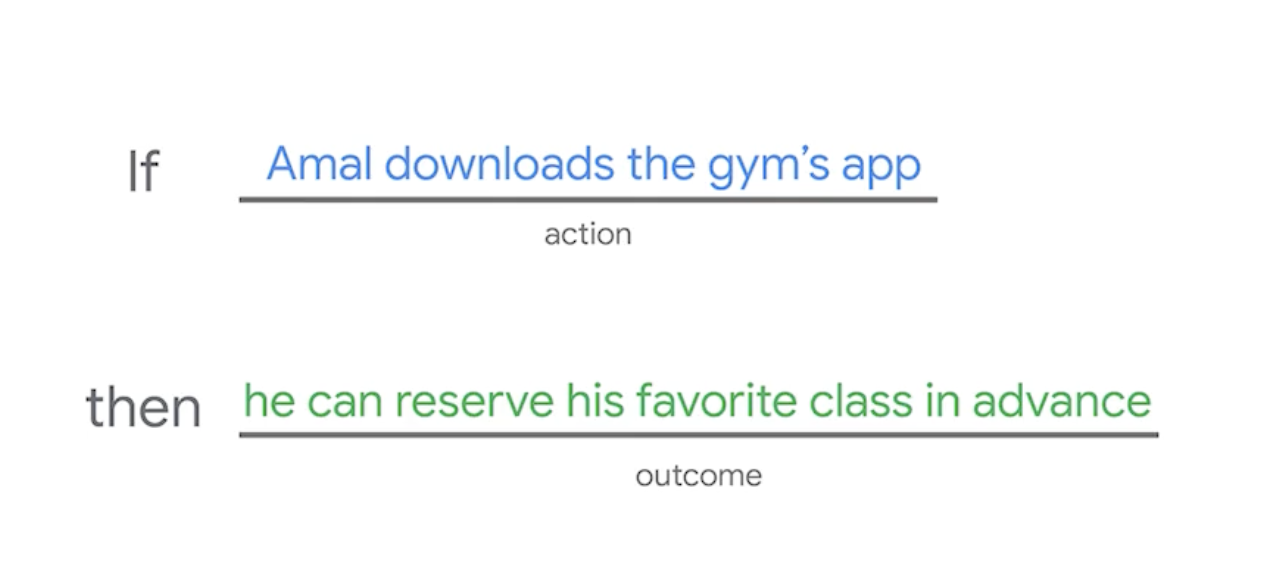 If Amal downloads the gym’s app
action
then he can reserve his favorite class in advance
outcome